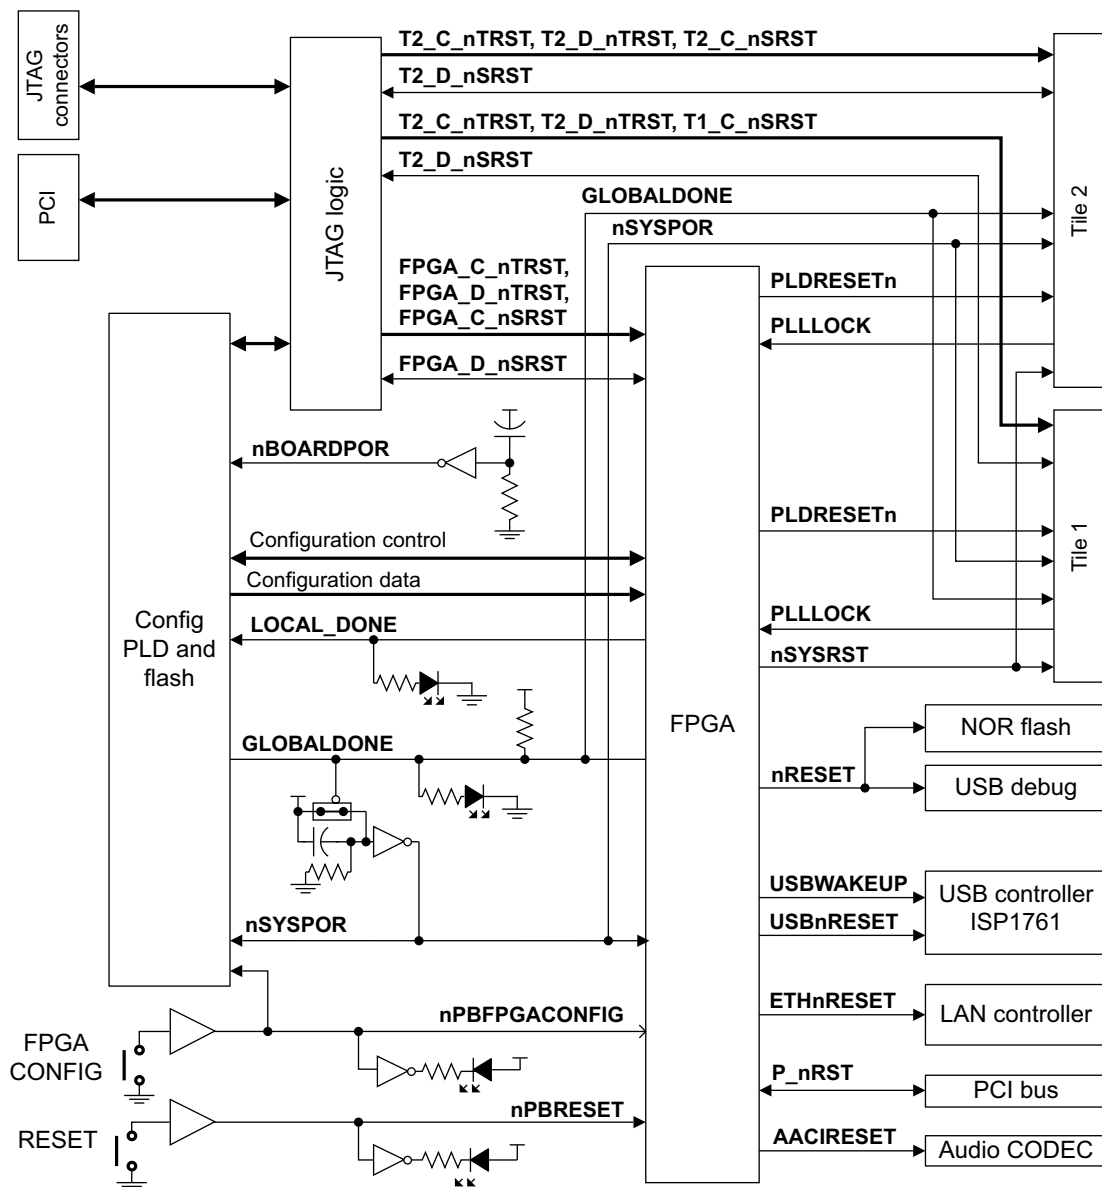 JTAG
connectors
PCI
JTAG logic
T2_C_nTRST, T2_D_nTRST, T2_C_nSRST
T2_D_nSRST
T2_C_nTRST, T2_D_nTRST, T1_C_nSRST
T2_D_nSRST
GLOBALDONE
nSYSPOR
Tile 2
FPGA_C_nTRST,
FPGA_D_nTRST,
FPGA_C_nSRST
FPGA_D_nSRST
PLDRESETn
PLLLOCK
nBOARDPOR
Configuration control
Configuration data
LOCAL_DONE
Config
PLD and
flash
PLDRESETn
Tile 1
PLLLOCK
nSYSRST
FPGA
GLOBALDONE
nRESET
NOR flash
USB debug
nSYSPOR
USBWAKEUP
USBnRESET
USB controller
ISP1761
nPBFPGACONFIG
ETHnRESET
LAN controller
FPGA
CONFIG
P_nRST
PCI bus
nPBRESET
RESET
AACIRESET
Audio CODEC